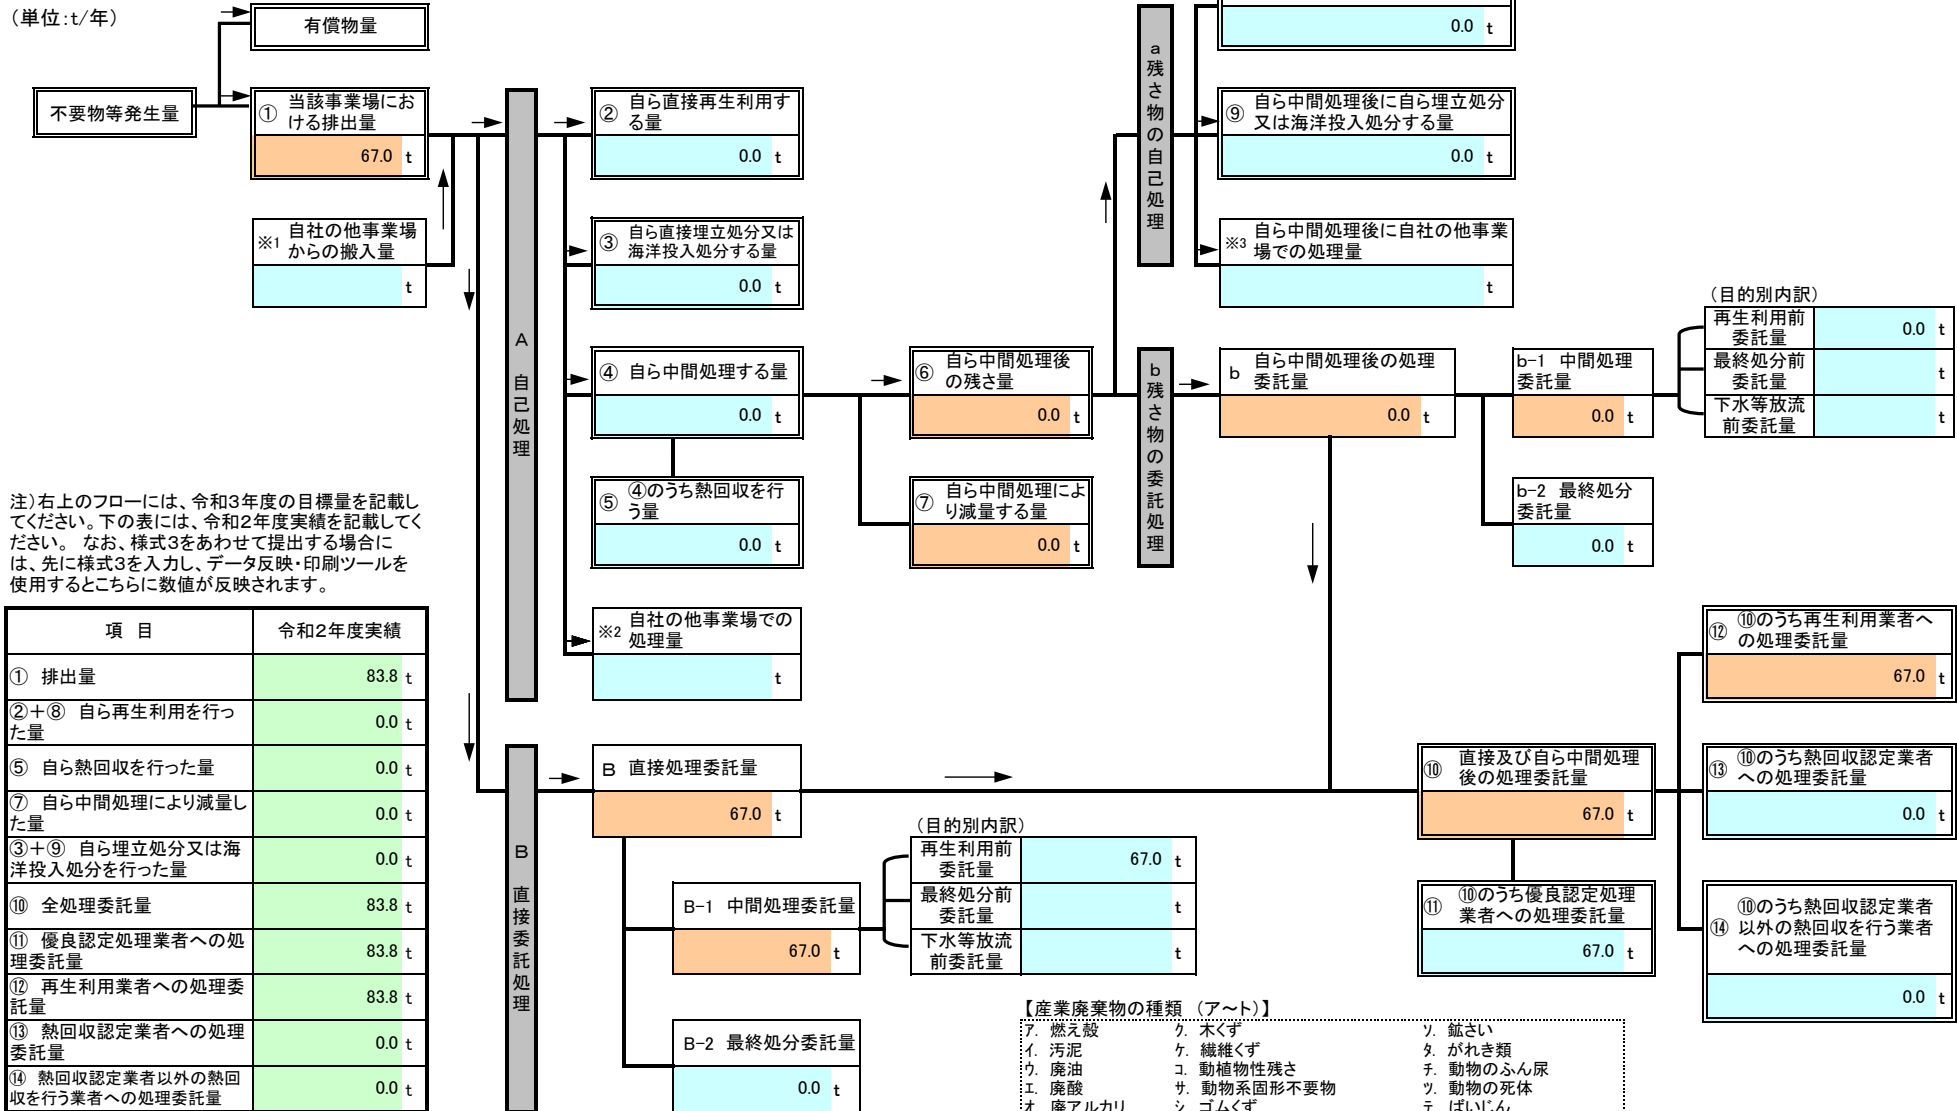 (単位:t/年)
有償物量
不要物等発生量
① 当該事業場にお
ける排出量
67.0 t
※1 自社の他事業場
からの搬入量
t
A 自己処理
② 自ら直接再生利用す
る量
0.0 t
③ 自ら直接埋立処分又は
海洋投入処分する量
0.0 t
④ 自ら中間処理する量
0.0 t
⑤ ④のうち熱回収を行
う量
0.0 t
※2 自社の他事業場での
処理量
t
⑥ 自ら中間処理後
の残さ量
0.0 t
⑦ 自ら中間処理によ
り減量する量
0.0 t
a 残さ物の自己処理
0.0 t
⑨ 自ら中間処理後に自ら埋立処分
又は海洋投入処分する量
0.0 t
※3 自ら中間処理後に自社の他事業
場での処理量
t
b 残さ物の委託処理
b 自ら中間処理後の処理
委託量
0.0 t
b-1 中間処理
委託量
0.0 t
b-2 最終処分
委託量
0.0 t
(目的別内訳)
再生利用前
委託量
0.0 t
最終処分前
委託量
t
下水等放流
前委託量
t
注)右上のフローには、令和3年度の目標量を記載し
てください。下の表には、令和2年度実績を記載してく
ださい。 なお、様式3をあわせて提出する場合に
は、先に様式3を入力し、データ反映・印刷ツールを
使用するとこちらに数値が反映されます。
項 目 令和2年度実績
① 排出量 83.8 t
②+⑧ 自ら再生利用を行っ
た量
0.0 t
⑤ 自ら熱回収を行った量 0.0 t
⑦ 自ら中間処理により減量し
た量
0.0 t
③+⑨ 自ら埋立処分又は海
洋投入処分を行った量
0.0 t
⑩ 全処理委託量 83.8 t
⑪ 優良認定処理業者への処
理委託量
83.8 t
⑫ 再生利用業者への処理委
託量
83.8 t
⑬ 熱回収認定業者への処理
委託量
0.0 t
⑭ 熱回収認定業者以外の熱回
収を行う業者への処理委託量
0.0 t
B 直接委託処理
B 直接処理委託量
67.0 t
B-1 中間処理委託量
67.0 t
B-2 最終処分委託量
0.0 t
(目的別内訳)
再生利用前
委託量
67.0 t
最終処分前
委託量
t
下水等放流
前委託量
t
⑩ 直接及び自ら中間処理
後の処理委託量
67.0 t
⑪ ⑩のうち優良認定処理
業者への処理委託量
67.0 t
⑫ ⑩のうち再生利用業者へ
の処理委託量
67.0 t
⑬ ⑩のうち熱回収認定業者
への処理委託量
0.0 t
⑭ ⑩のうち熱回収認定業者
以外の熱回収を行う業者
への処理委託量
0.0 t
【産業廃棄物の種類 (ア~ト)】
ア. 燃え殻 ク. 木くず ソ. 鉱さい
イ. 汚泥 ケ. 繊維くず タ. がれき類
ウ. 廃油 コ. 動植物性残さ チ. 動物のふん尿
エ. 廃酸 サ. 動物系固形不要物 ツ. 動物の死体
オ. 廃アルカリ シ. ゴムくず テ. ばいじん